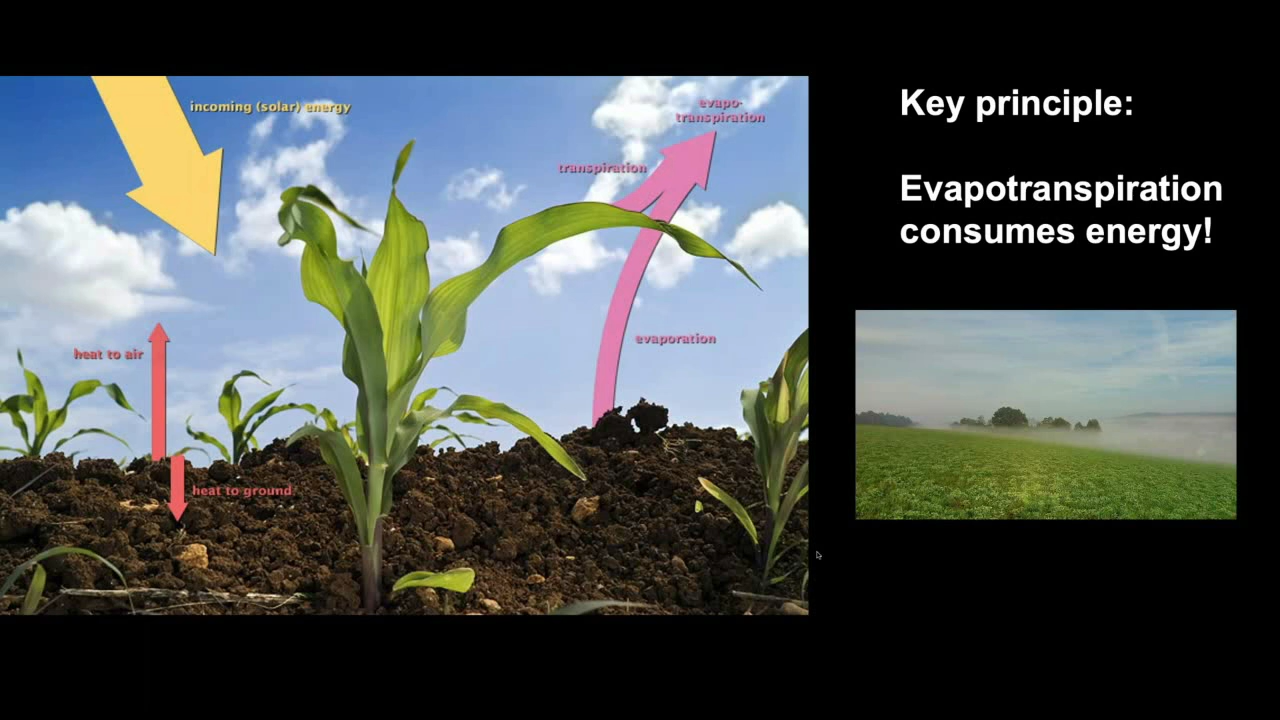 incoming (solar) energy
evapo-
transpiration
transpiration
evaporation
heat to air
heat to ground
Key principle:
Evapotranspiration
consumes energy!